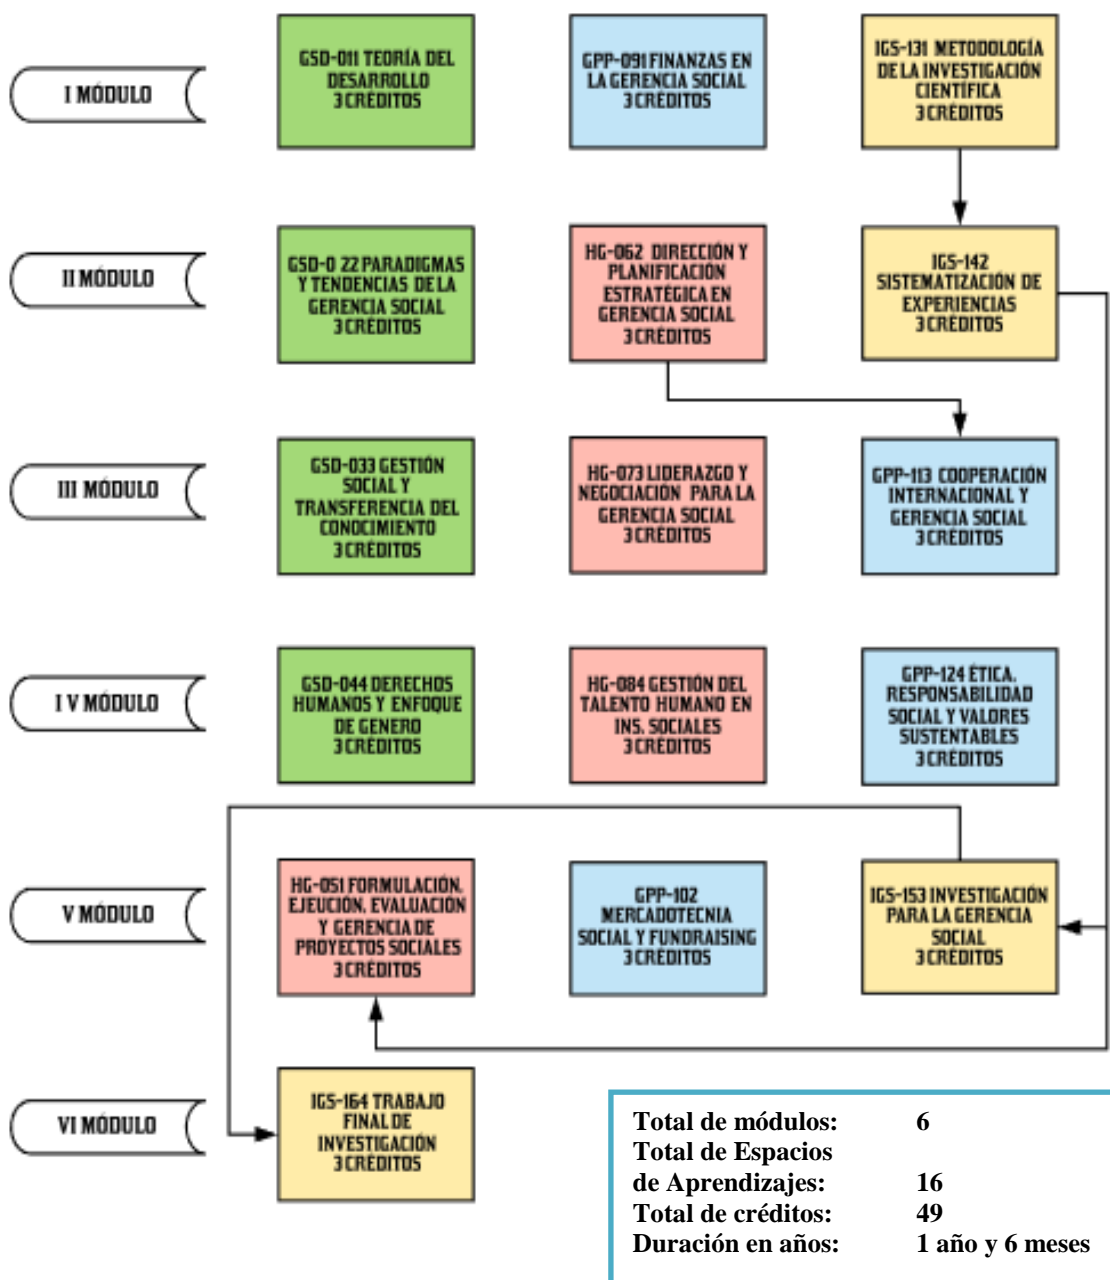 I MÓDULO
GSD-011 TEORÍA DEL
DESARROLLO
3 CRÉDITOS
GPP-091 FINANZAS EN
LA GERENCIA SOCIAL
3 CRÉDITOS
IGS-131 METODOLOGÍA
DE LA INVESTIGACIÓN
CIENTÍFICA
3 CRÉDITOS
II MÓDULO
GSD-0 22 PARADIGMAS
Y TENDENCIAS DE LA
GERENCIA SOCIAL
3 CRÉDITOS
HG-062 DIRECCIÓN Y
PLANIFICACIÓN
ESTRATÉGICA EN
GERENCIA SOCIAL
3 CRÉDITOS
IGS-142
SISTEMATIZACIÓN DE
EXPERIENCIAS
3 CRÉDITOS
III MÓDULO
GSD-033 GESTIÓN
SOCIAL Y
TRANSFERENCIA DEL
CONOCIMIENTO
3 CRÉDITOS
HG-073 LIDERAZGO Y
NEGOCIACIÓN PARA LA
GERENCIA SOCIAL
3 CRÉDITOS
GPP-113 COOPERACIÓN
INTERNACIONAL Y
GERENCIA SOCIAL
3 CRÉDITOS
I V MÓDULO
GSD-044 DERECHOS
HUMANOS Y ENFOQUE
DE GENERO
3 CRÉDITOS
HG-084 GESTIÓN DEL
TALENTO HUMANO EN
INS. SOCIALES
3 CRÉDITOS
GPP-124 ÉTICA,
RESPONSABILIDAD
SOCIAL Y VALORES
SUSTENTABLES
3 CRÉDITOS
V MÓDULO
HG-051 FORMULACIÓN,
EJECUCIÓN, EVALUACIÓN
Y GERENCIA DE
PROYECTOS SOCIALES
3 CRÉDITOS
GPP-102
MERCADOTECNIA
SOCIAL Y FUNDRAISING
3 CRÉDITOS
IGS-153 INVESTIGACIÓN
PARA LA GERENCIA
SOCIAL
3 CRÉDITOS
VI MÓDULO
IGS-164 TRABAJO
FINAL DE
INVESTIGACIÓN
3 CRÉDITOS
Total de módulos: 6
Total de Espacios
de Aprendizajes: 16
Total de créditos: 49
Duración en años: 1 año y 6 meses